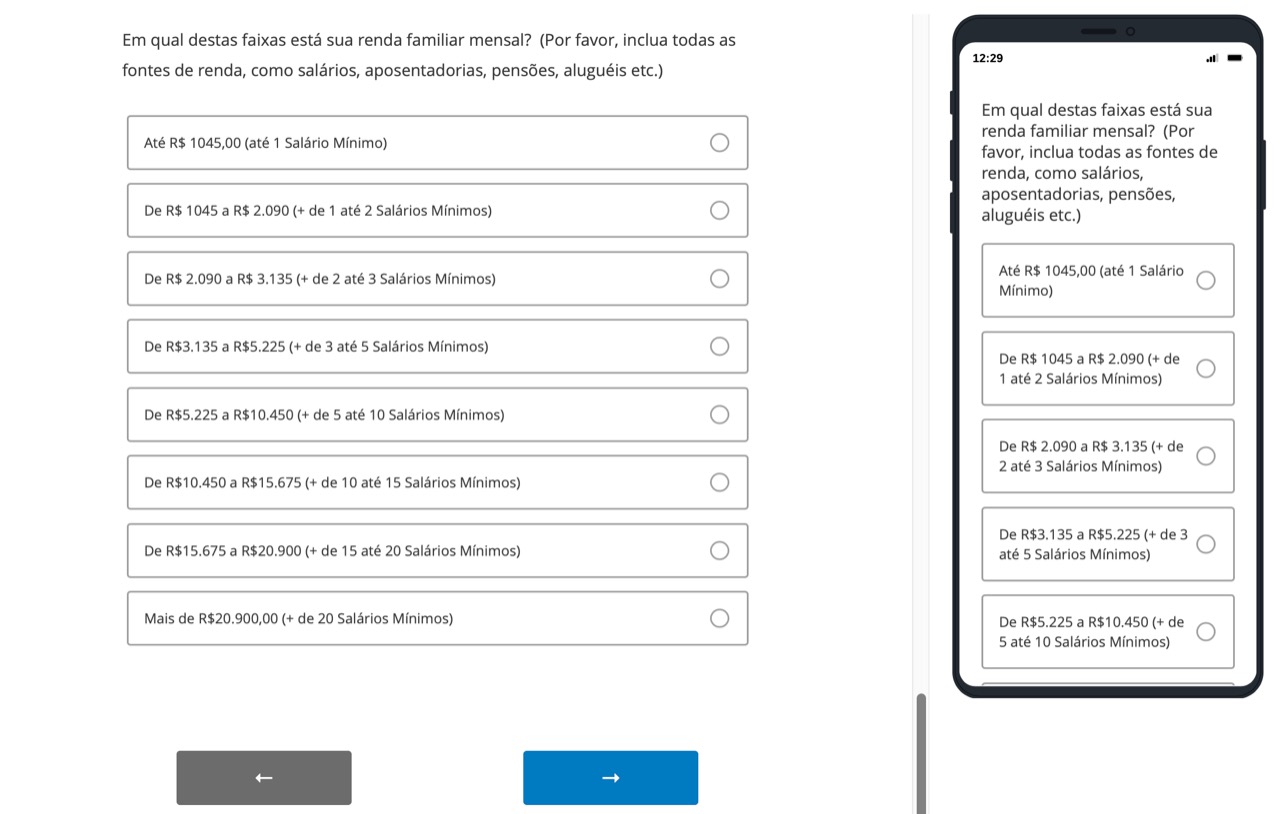 Em qual destas faixas está sua renda familiar mensal?  (Por favor, inclua todas as
fontes de renda, como salários, aposentadorias, pensões, aluguéis etc.)
Até R$ 1045,00 (até 1 Salário Mínimo)
De R$ 1045 a R$ 2.090 (+ de 1 até 2 Salários Mínimos)
De R$ 2.090 a R$ 3.135 (+ de 2 até 3 Salários Mínimos)
De R$3.135 a R$5.225 (+ de 3 até 5 Salários Mínimos)
De R$5.225 a R$10.450 (+ de 5 até 10 Salários Mínimos)
De R$10.450 a R$15.675 (+ de 10 até 15 Salários Mínimos)
De R$15.675 a R$20.900 (+ de 15 até 20 Salários Mínimos)
Mais de R$20.900,00 (+ de 20 Salários Mínimos)
← →
12:29
Em qual destas faixas está sua
renda familiar mensal?  (Por
favor, inclua todas as fontes de
renda, como salários,
aposentadorias, pensões,
aluguéis etc.)
Até R$ 1045,00 (até 1 Salário
Mínimo)
De R$ 1045 a R$ 2.090 (+ de
1 até 2 Salários Mínimos)
De R$ 2.090 a R$ 3.135 (+ de
2 até 3 Salários Mínimos)
De R$3.135 a R$5.225 (+ de 3
até 5 Salários Mínimos)
De R$5.225 a R$10.450 (+ de
5 até 10 Salários Mínimos)